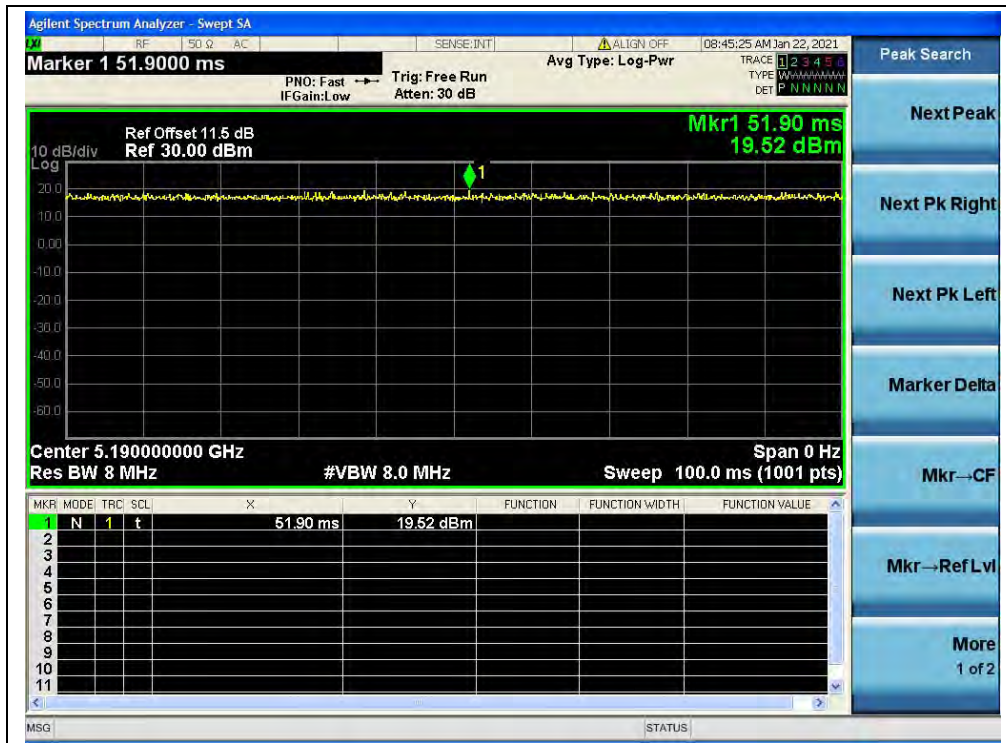 Agilent Spectrum Analyzer - Swept SA
LXI RF 50 Ω AC SENSE:INT ALIGN OFF 08:45:25 AM Jan 22, 2021
Marker 1 51.9000 ms
PNO: Fast
IFGain:Low
Trig: Free Run
Atten: 30 dB
Avg Type: Log-Pwr
TRACE 1 2 3 4 5 6
TYPE
DET P N N N N N
Peak Search
Next Peak
Next Pk Right
Next Pk Left
Marker Delta
Mkr→CF
Mkr→Ref Lvl
More
1 of 2
Mkr1 51.90 ms
19.52 dBm
Ref Offset 11.5 dB
10 dB/div Ref 30.00 dBm
Log
1
20.0
10.0
0.00
-10.0
-20.0
-30.0
-40.0
-50.0
-60.0
Center 5.190000000 GHz Span 0 Hz
Res BW 8 MHz #VBW 8.0 MHz Sweep 100.0 ms (1001 pts)
MKR MODE TRC SCL X Y FUNCTION FUNCTION WIDTH FUNCTION VALUE
1 N 1 t 51.90 ms 19.52 dBm
2
3
4
5
6
7
8
9
10
11
MSG STATUS